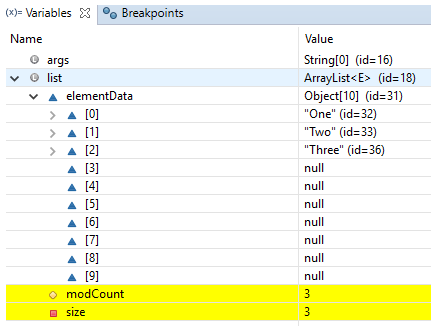 Variables Breakpoints
Name Value
args String[0] (id=16)
list ArrayList<E> (id=18)
elementData Object[10] (id=31)
[0] "One" (id=32)
[1] "Two" (id=33)
[2] "Three" (id=36)
[3] null
[4] null
[5] null
[6] null
[7] null
[8] null
[9] null
modCount 3
size 3